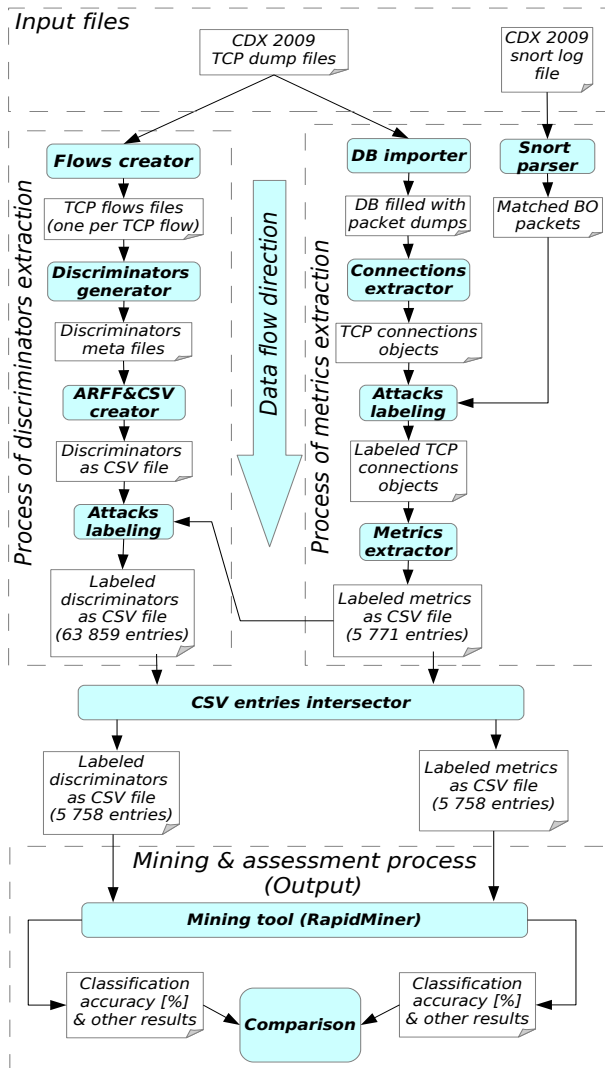 Input files
CDX 2009
TCP dump files
CDX 2009
snort log
file
Process of discriminators extraction
Flows creator
TCP flows files
(one per TCP flow)
Discriminators
generator
Discriminators
meta files
ARFF&CSV
creator
Discriminators
as CSV file
Attacks
labeling
Labeled
discriminators
as CSV file
(63 859 entries)
Data flow direction
Process of metrics extraction
DB importer
DB filled with
packet dumps
Connections
extractor
TCP connections
objects
Attacks
labeling
Labeled TCP
connections
objects
Metrics
extractor
Labeled metrics
as CSV file
(5 771 entries)
Snort
parser
Matched BO
packets
CSV entries intersector
Labeled
discriminators
as CSV file
(5 758 entries)
Labeled metrics
as CSV file
(5 758 entries)
Mining & assessment process
(Output)
Mining tool (RapidMiner)
Classification
accuracy [%]
& other results
Comparison
Classification
accuracy [%]
& other results